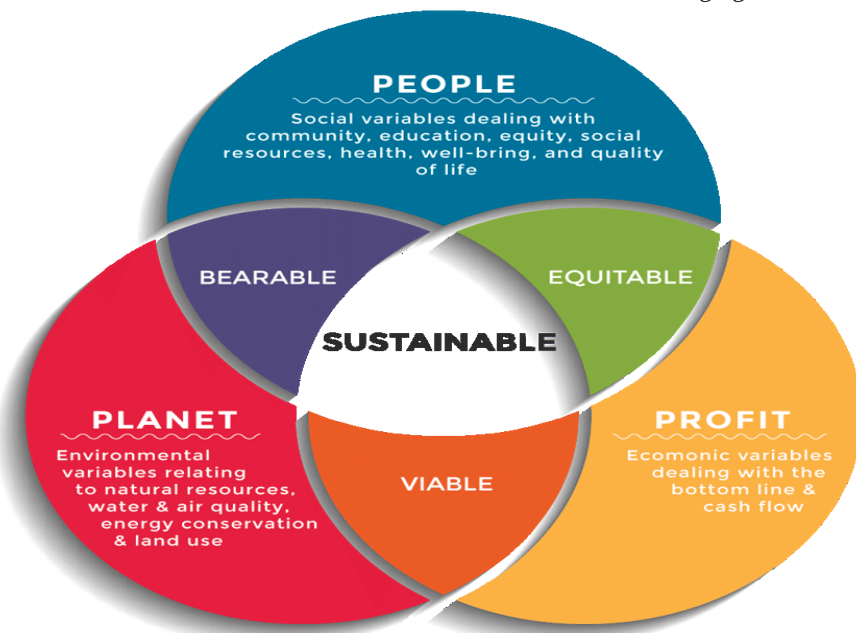 PEOPLE
Social variables dealing with
community, education, equity, social
resources, health, well-bring, and quality
of life
BEARABLE
EQUITABLE
SUSTAINABLE
PLANET
Environmental
variables relating
to natural resources,
water & air quality,
energy conservation
& land use
PROFIT
Ecomonic variables
dealing with the
bottom line &
cash flow
VIABLE